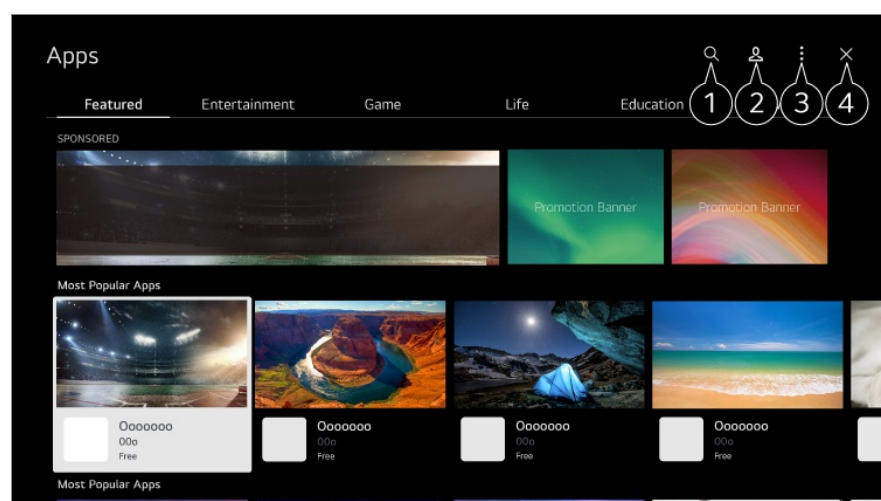 Apps
Featured Entertainment Game Life Education
1 2 3 4
SPONSORED
Promotion Banner Promotion Banner
Most Popular Apps
Ooooooo Ooooooo Ooooooo Ooooooo
00o 00o 00o 00o
Free Free Free Free
Most Popular Apps